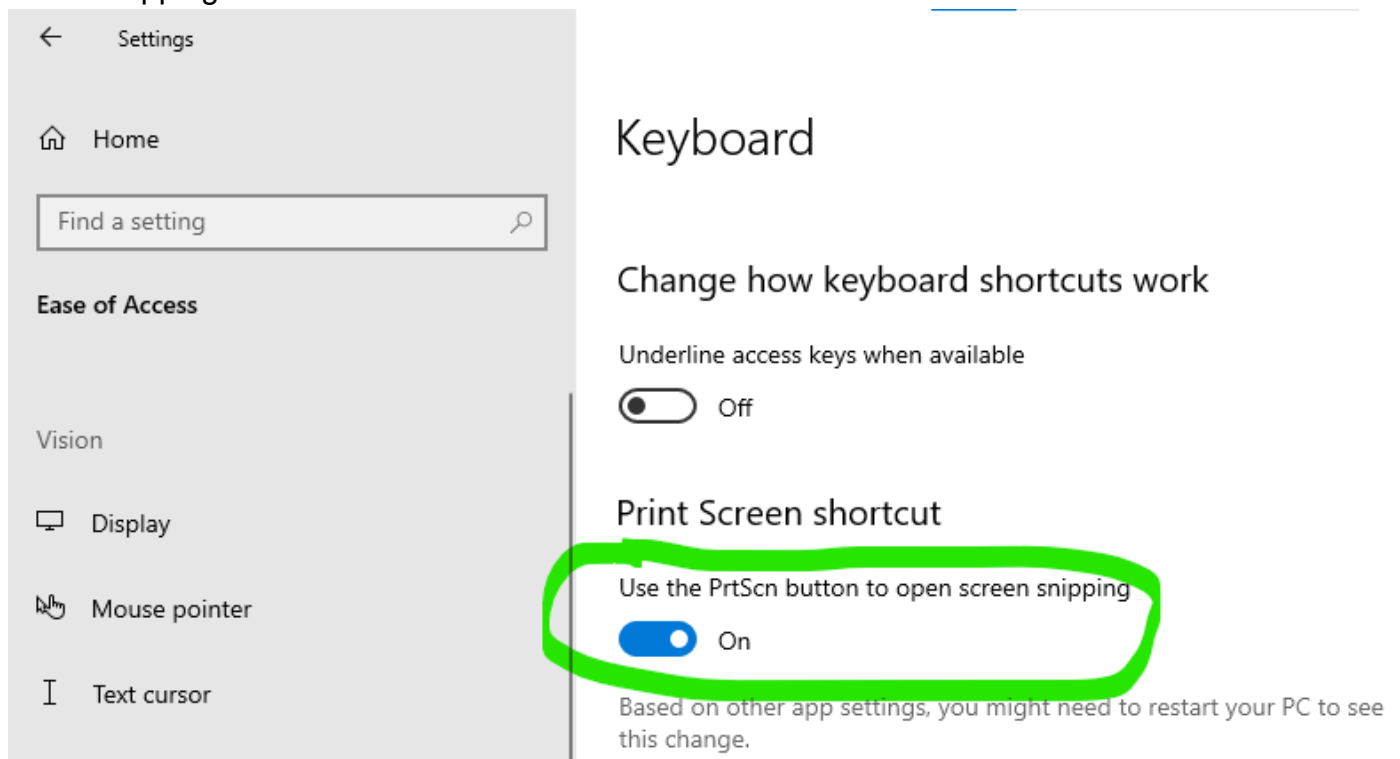 Settings
Home
Find a setting
Ease of Access
Vision
Display
Mouse pointer
Text cursor
Keyboard
Change how keyboard shortcuts work
Underline access keys when available
Off
Print Screen shortcut
Use the PrtScn button to open screen snipping
On
Based on other app settings, you might need to restart your PC to see
this change.